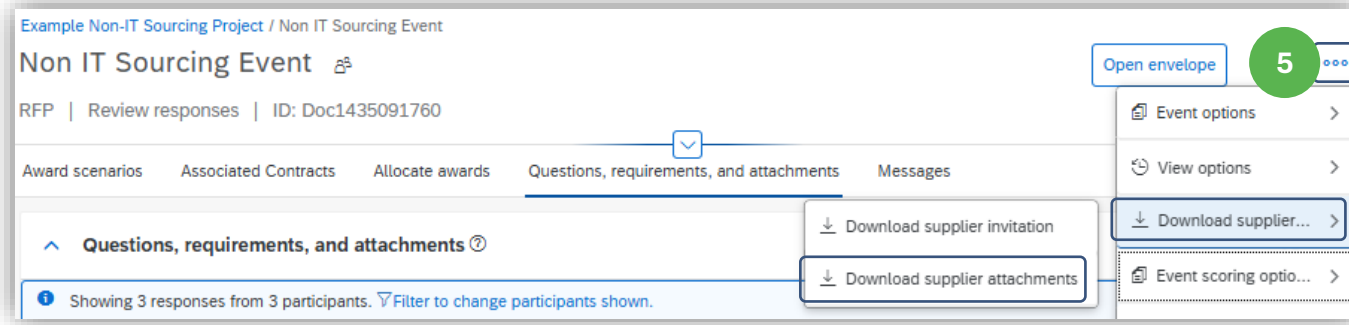 Example Non-IT Sourcing Project / Non IT Sourcing Event
Non IT Sourcing Event
Open envelope
5
RFP | Review responses | ID: Doc1435091760
Event options
Award scenarios
Associated Contracts
Allocate awards
Questions, requirements, and attachments
Messages
View options
Download supplier...
Download supplier invitation
Questions, requirements, and attachments
Download supplier attachments
Event scoring optio...
Showing 3 responses from 3 participants. Filter to change participants shown.